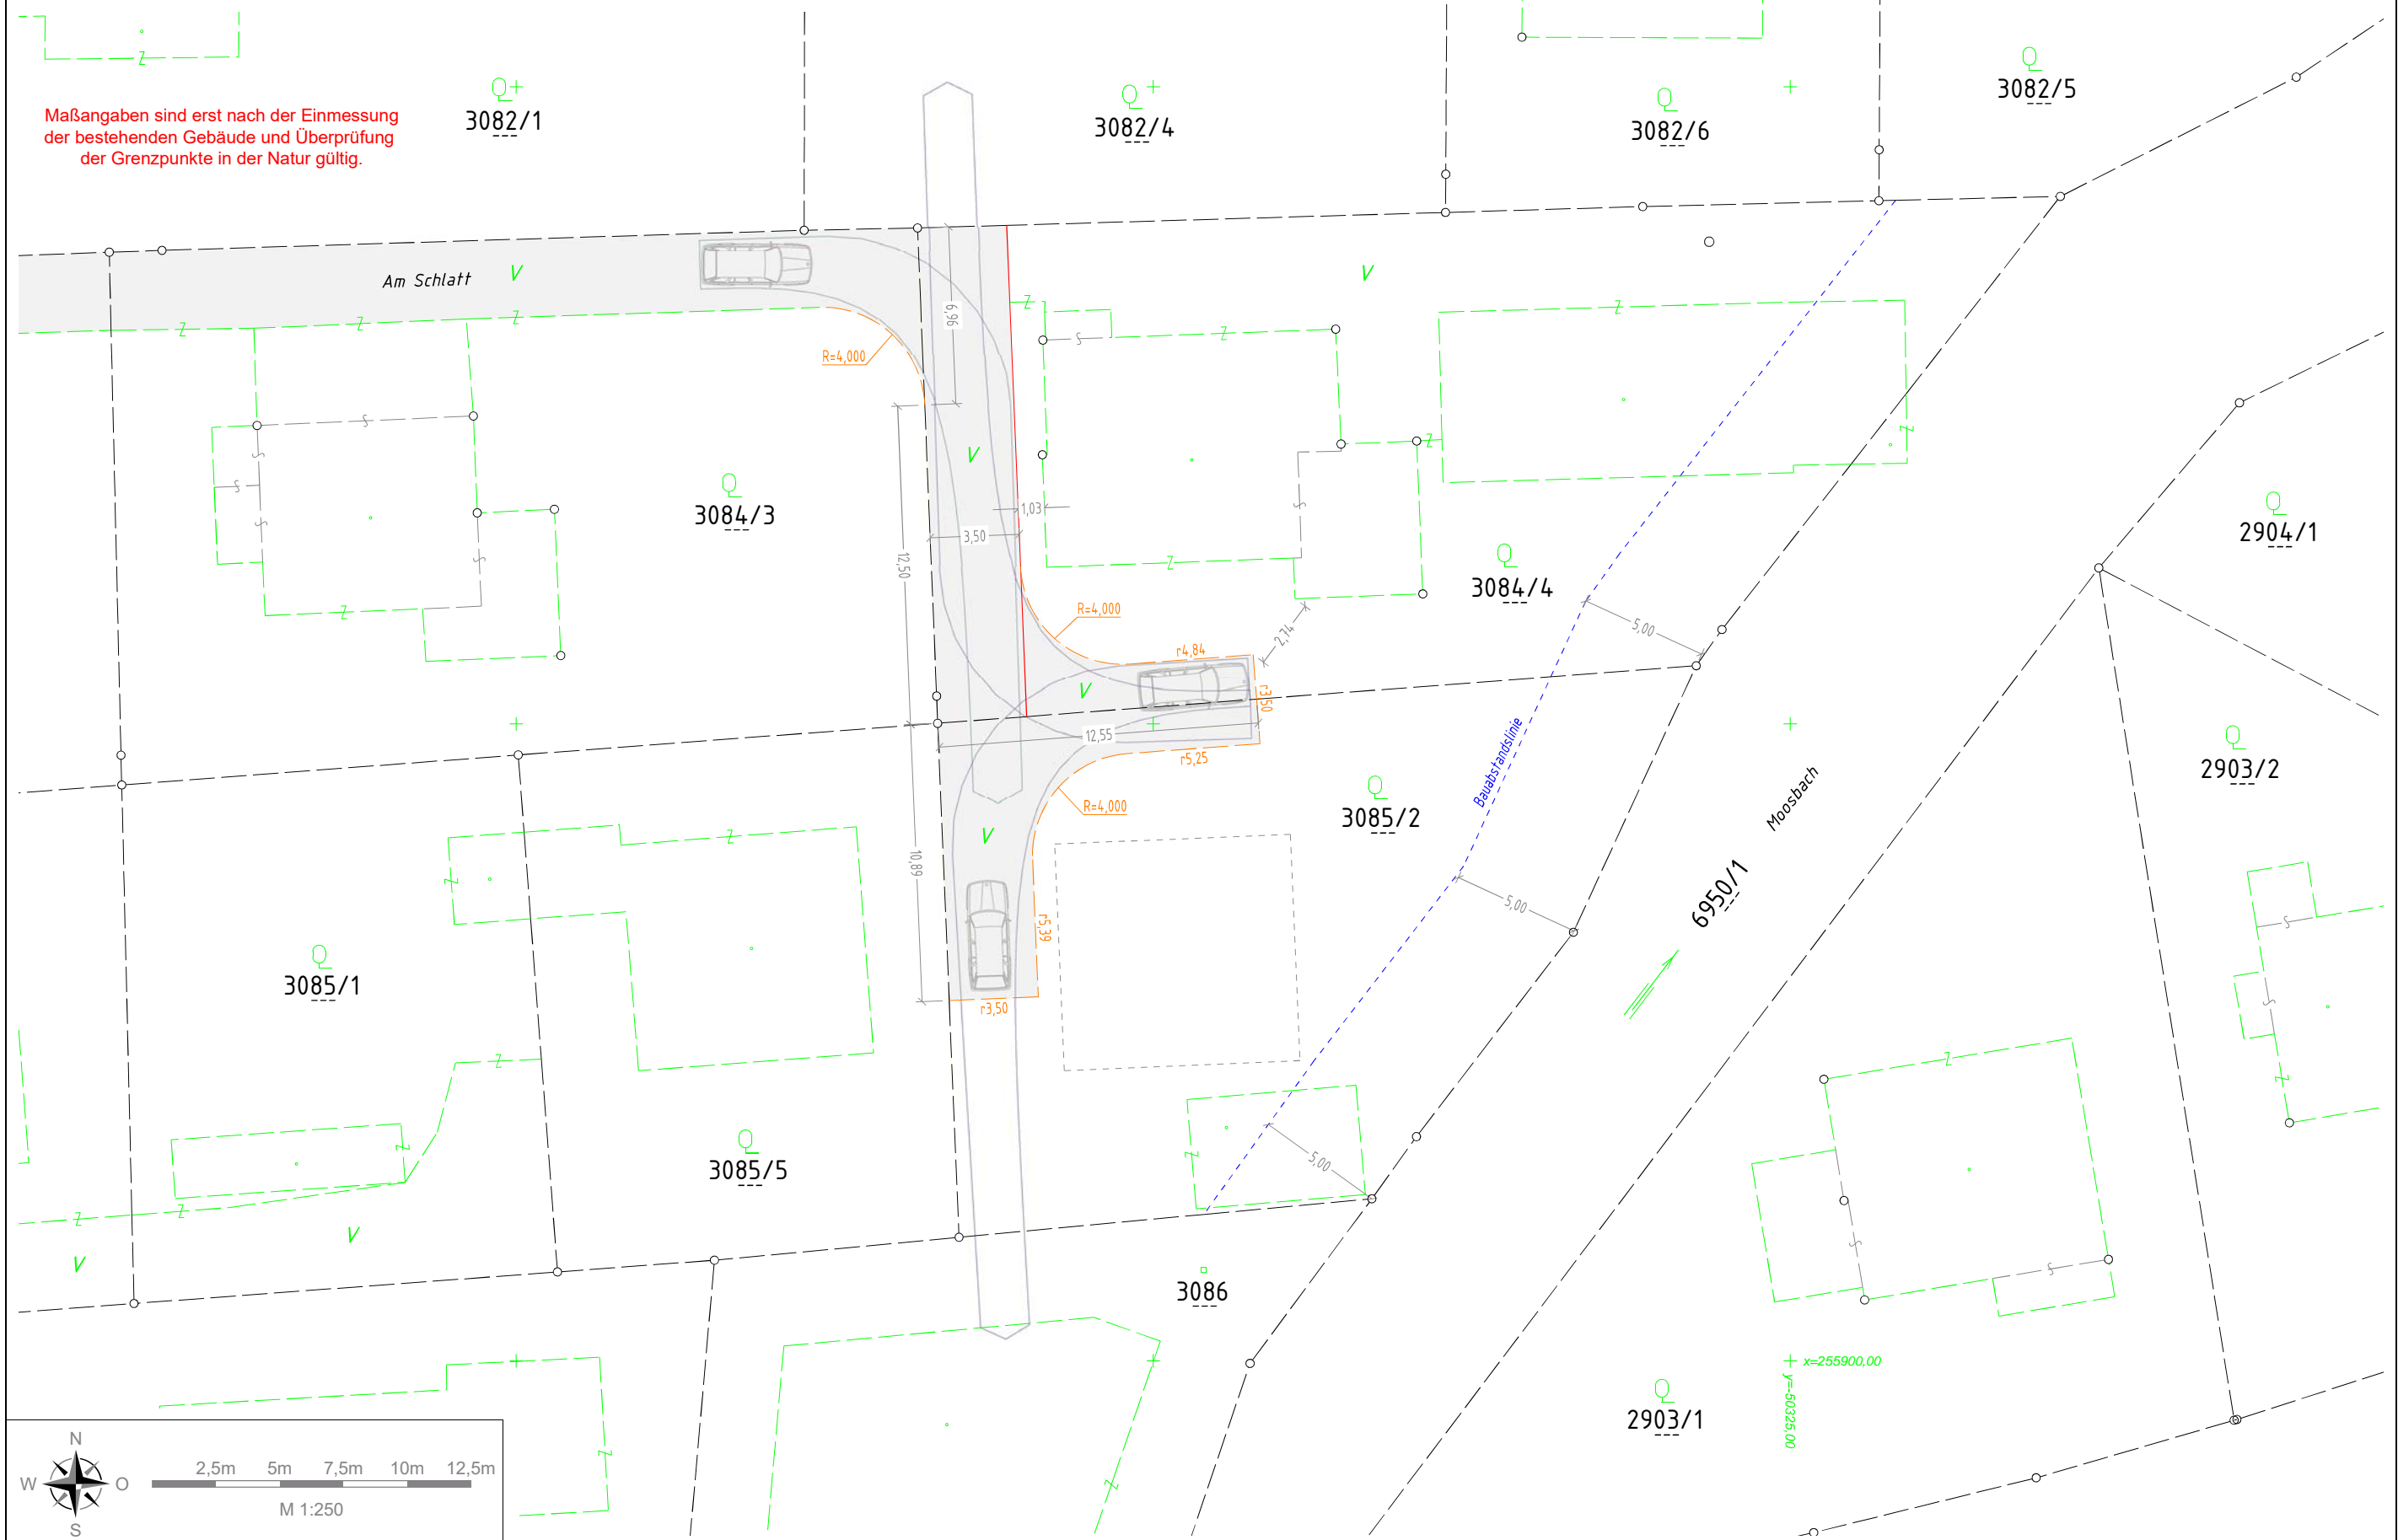 Maßangaben sind erst nach der Einmessung
der bestehenden Gebäude und Überprüfung
der Grenzpunkte in der Natur gültig.
3082/1
3082/4
3082/6
3082/5
Am Schlatt
V
V
6,96
R=4,000
V
3084/3
1,03
3,50
12,50
3084/4
2904/1
R=4,000
r4,84
2,74
5,00
V
r3,50
12,55
r5,25
Bauabstandslinie
2903/2
R=4,000
3085/2
Moosbach
V
10,89
r5,39
5,00
6950/1
3085/1
r3,50
3085/5
5,00
V
V
3086
x=255900,00
y=-50325,00
2903/1
N
W
O
S
2,5m 5m 7,5m 10m 12,5m
M 1:250